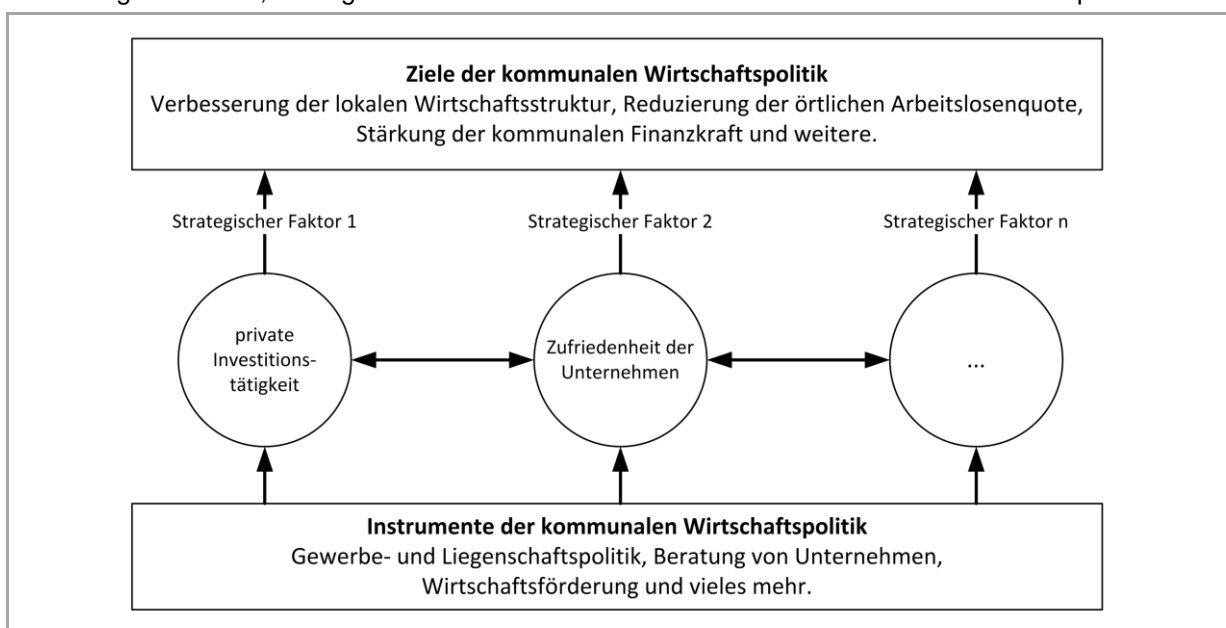 Ziele der kommunalen Wirtschaftspolitik
Verbesserung der lokalen Wirtschaftsstruktur, Reduzierung der örtlichen Arbeitslosenquote,
Stärkung der kommunalen Finanzkraft und weitere.
Strategischer Faktor 1
Strategischer Faktor 2
Strategischer Faktor n
private
Investitions-
tätigkeit
Zufriedenheit der
Unternehmen
...
Instrumente der kommunalen Wirtschaftspolitik
Gewerbe- und Liegenschaftspolitik, Beratung von Unternehmen,
Wirtschaftsförderung und vieles mehr.